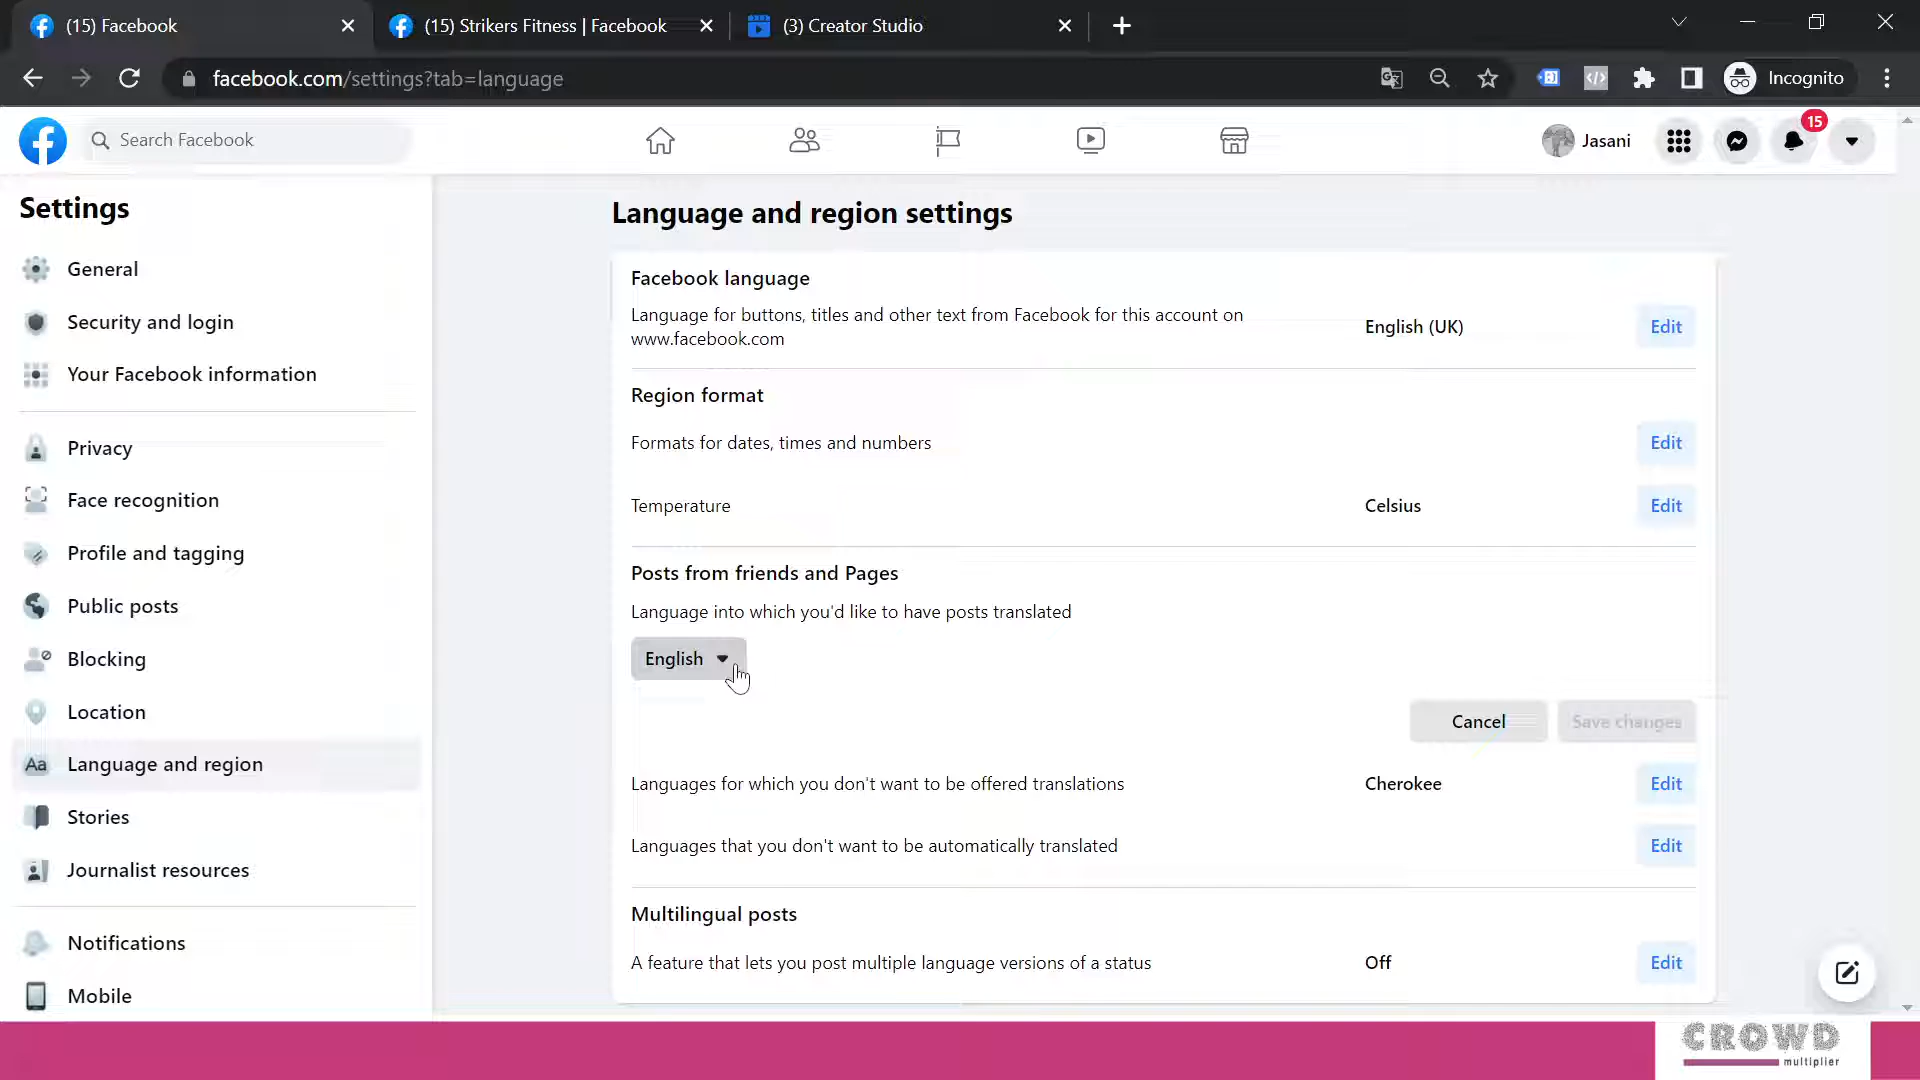 (15) Facebook
(15) Strikers Fitness | Facebook
(3) Creator Studio
facebook.com/settings?tab=language
Incognito
Search Facebook
Jasani
15
Settings
General
Security and login
Your Facebook information
Privacy
Face recognition
Profile and tagging
Public posts
Blocking
Location
Aa Language and region
Stories
Journalist resources
Notifications
Mobile
Language and region settings
Facebook language
Language for buttons, titles and other text from Facebook for this account on
www.facebook.com
English (UK)
Edit
Region format
Formats for dates, times and numbers
Edit
Temperature
Celsius
Edit
Posts from friends and Pages
Language into which you'd like to have posts translated
English
Cancel
Save changes
Languages for which you don't want to be offered translations
Cherokee
Edit
Languages that you don't want to be automatically translated
Edit
Multilingual posts
A feature that lets you post multiple language versions of a status
Off
Edit
CROWD
multiplier